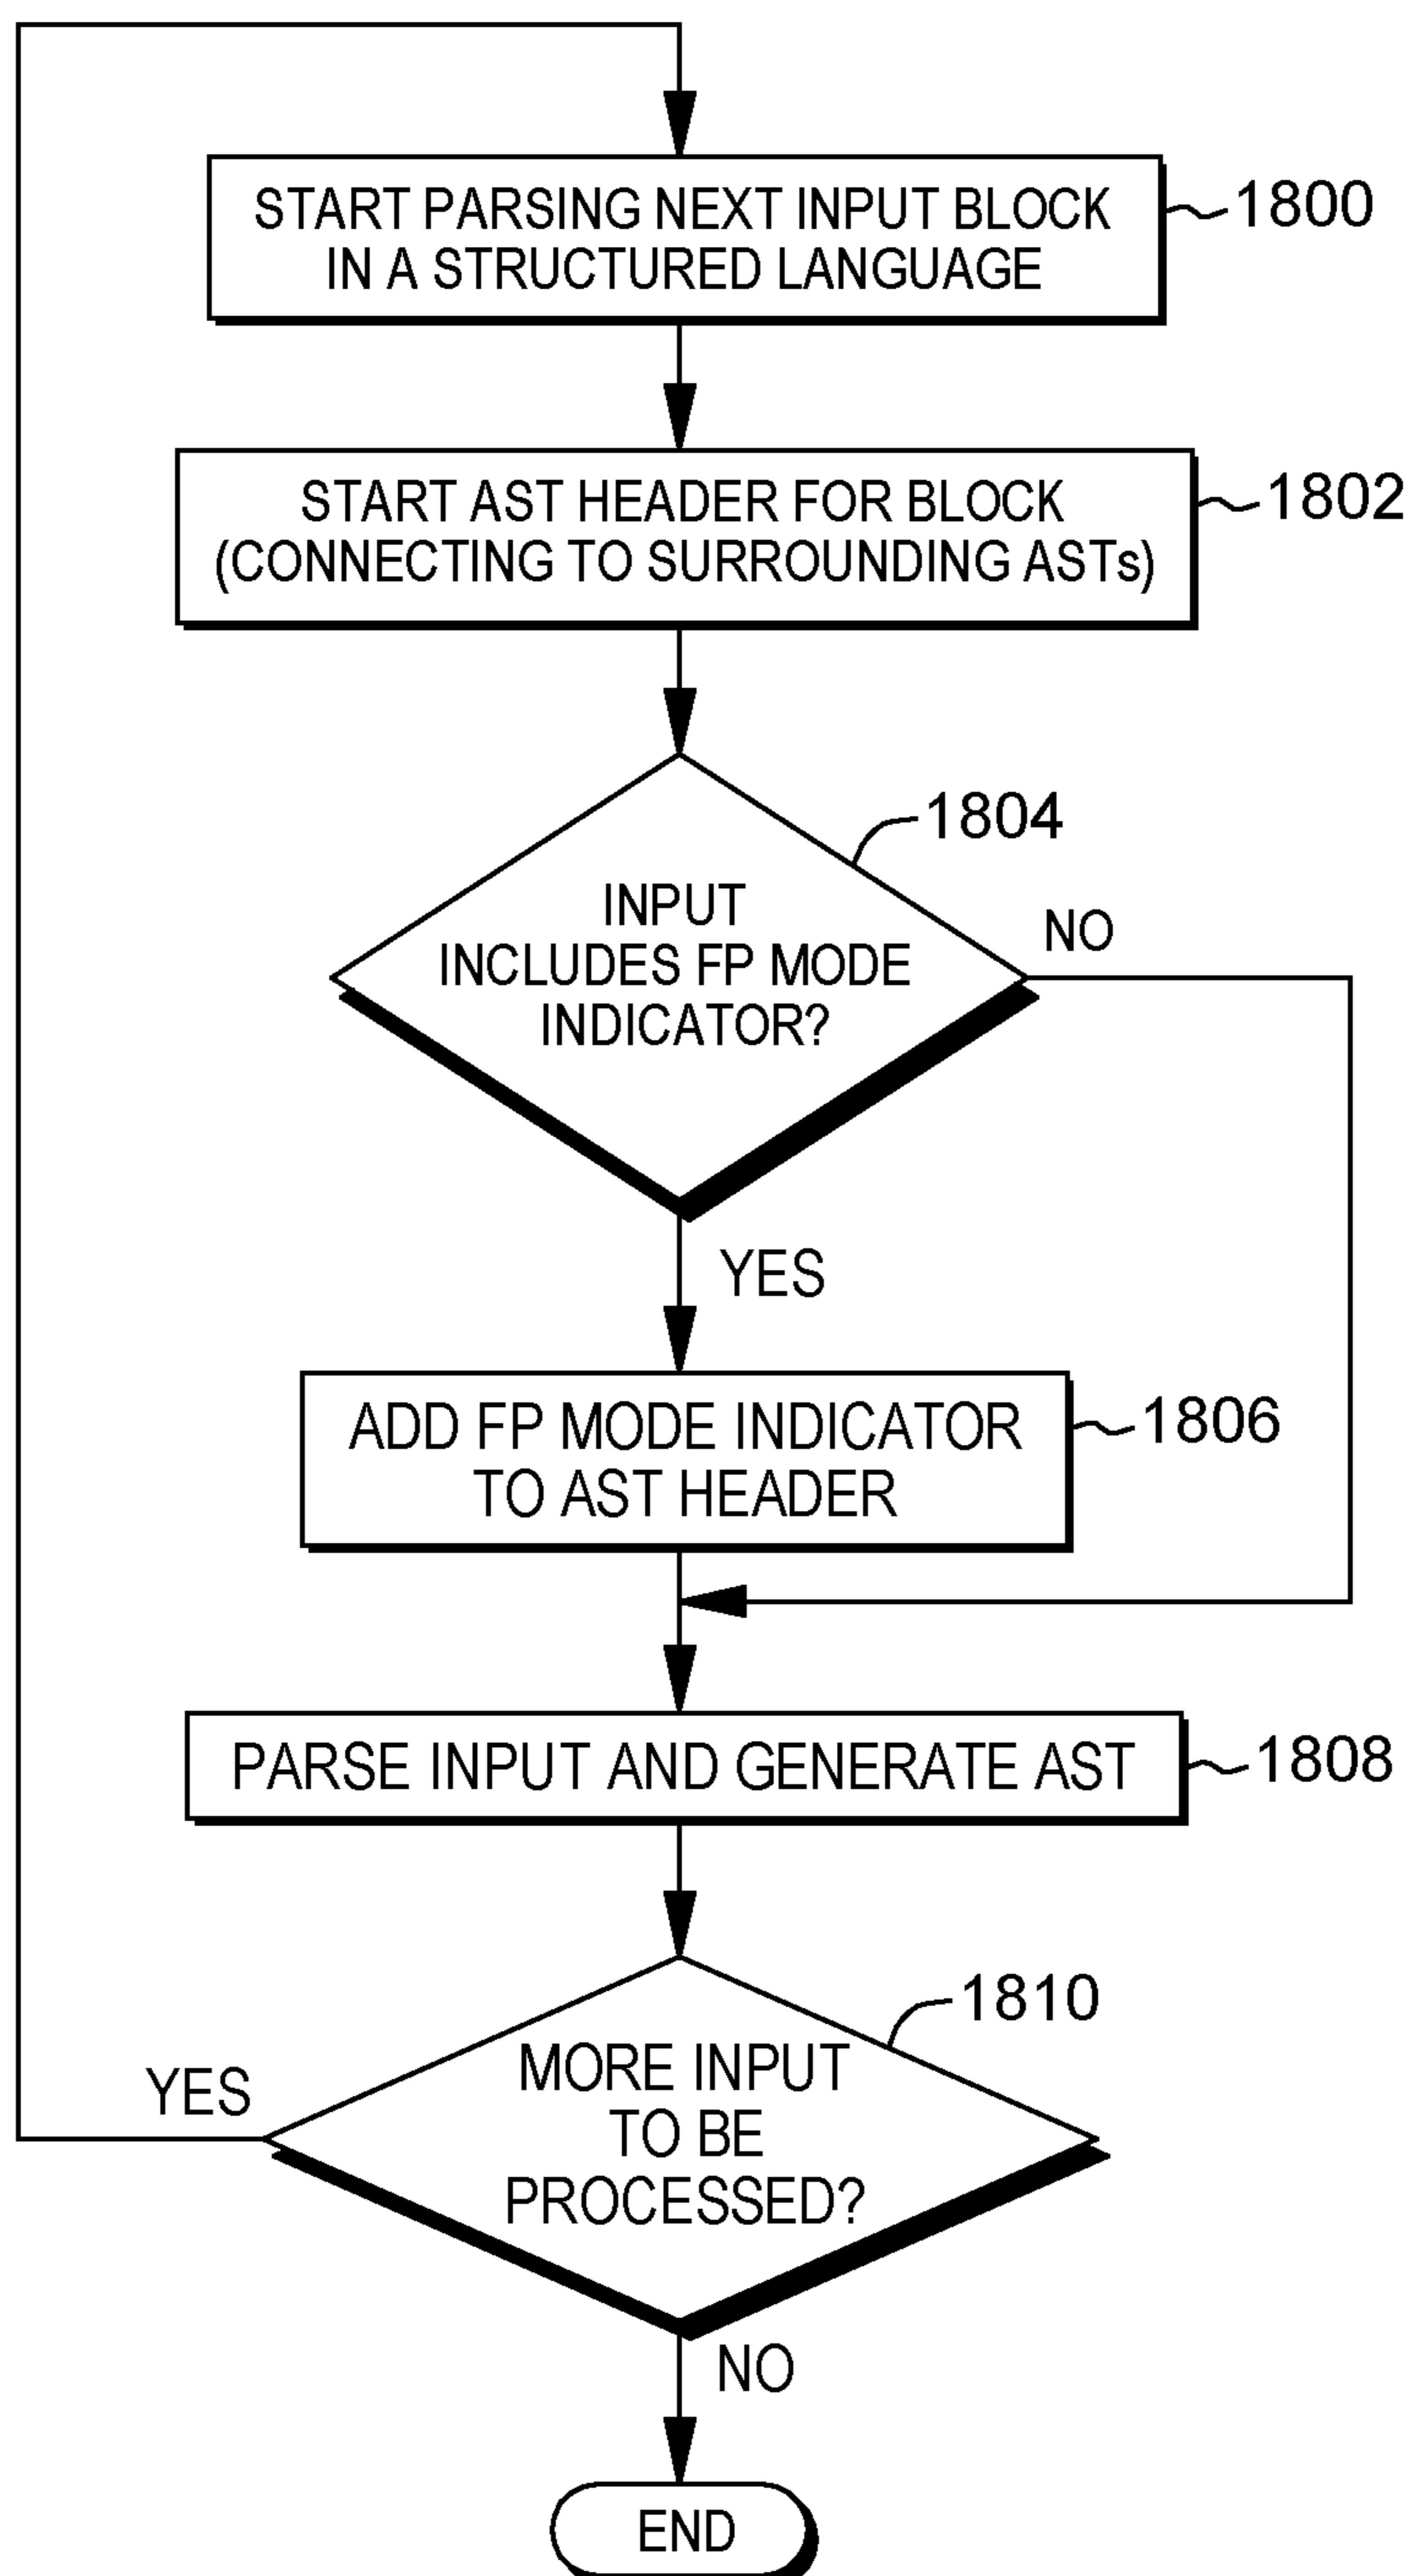 START PARSING NEXT INPUT BLOCK
IN A STRUCTURED LANGUAGE
1800
START AST HEADER FOR BLOCK
(CONNECTING TO SURROUNDING ASTs)
1802
1804
INPUT
INCLUDES FP MODE
INDICATOR?
NO
YES
ADD FP MODE INDICATOR
TO AST HEADER
1806
PARSE INPUT AND GENERATE AST
1808
1810
MORE INPUT
TO BE
PROCESSED?
YES
NO
END